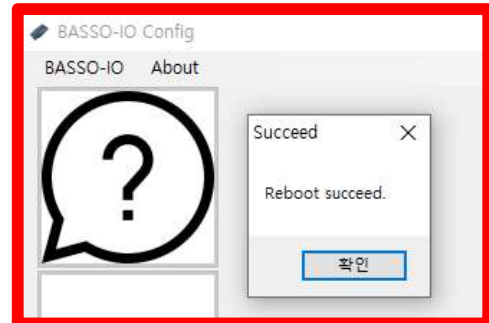 BASSO-IO Config
BASSO-IO About
?
Succeed
Reboot succeed.
확인